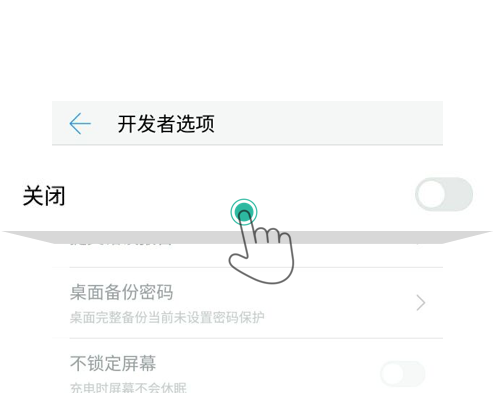 开发者选项
关闭
桌面备份密码
桌面完整备份当前未设置密码保护
不锁定屏幕
充电时屏幕不会休眠